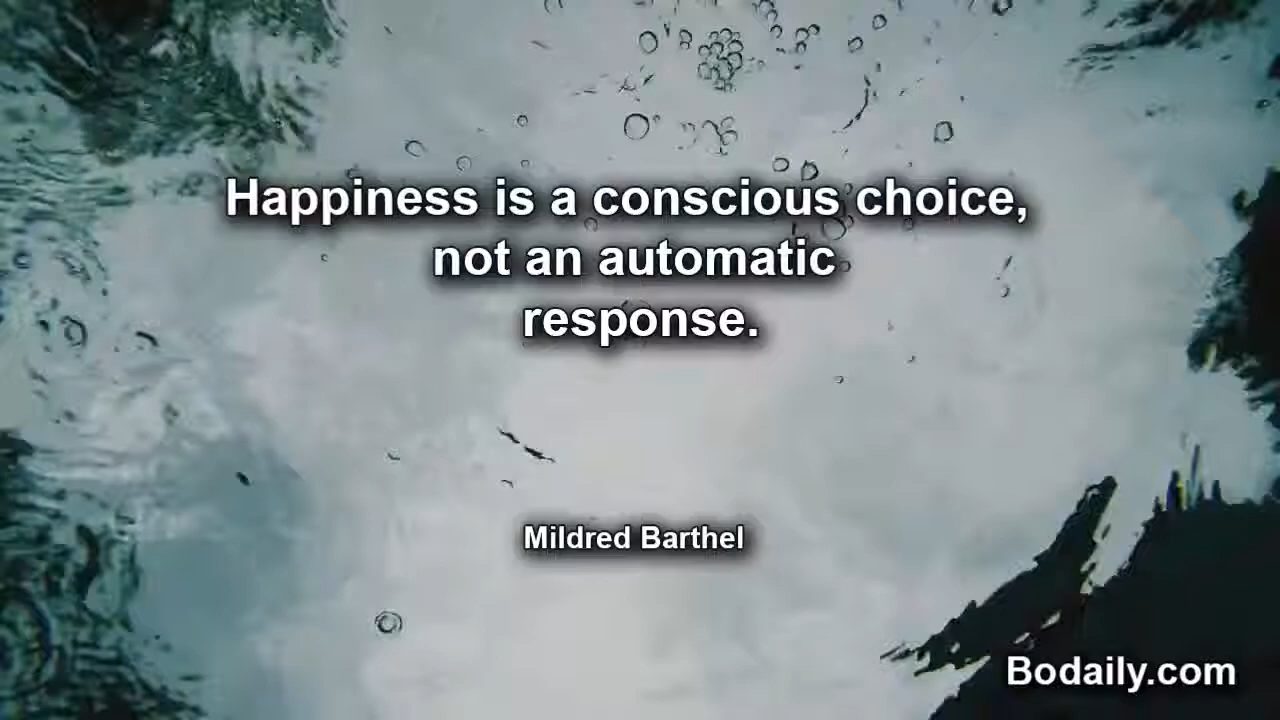 Happiness is a conscious choice,
not an automatic
response.
Mildred Barthel
Bodaily.com